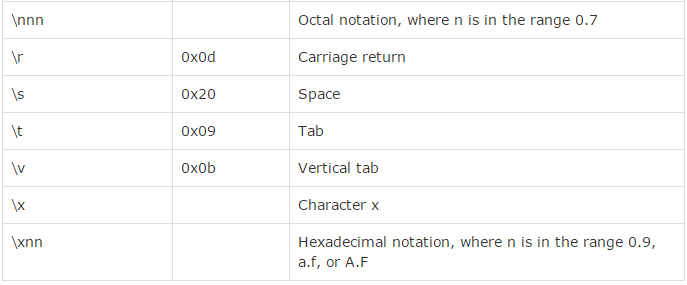 \nnn Octal notation, where n is in the range 0.7
\r 0x0d Carriage return
\s 0x20 Space
\t 0x09 Tab
\v 0x0b Vertical tab
\x Character x
\xnn Hexadecimal notation, where n is in the range 0.9,
a.f, or A.F